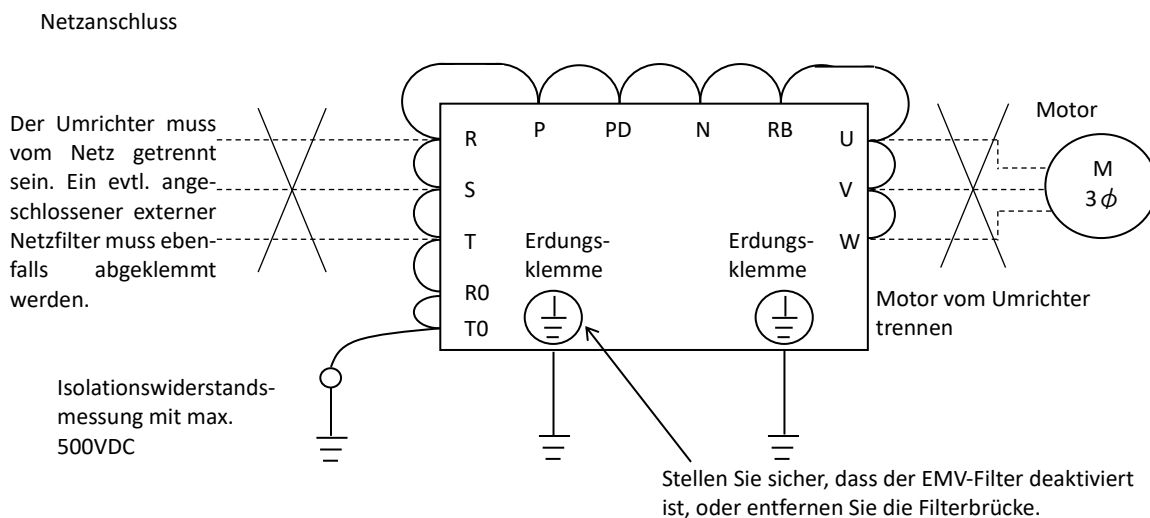 Netzanschluss
Der Umrichter muss
vom Netz getrennt
sein. Ein evtl. ange-
schlossener externer
Netzfilter muss eben-
falls abgeklemmt
werden.
R
S
T
R0
T0
P
PD
N
RB
U
V
W
Erdungs-
klemme
Erdungs-
klemme
Motor
M
3ϕ
Motor vom Umrichter
trennen
Isolationswiderstands-
messung mit max.
500VDC
Stellen Sie sicher, dass der EMV-Filter deaktiviert
ist, oder entfernen Sie die Filterbrücke.